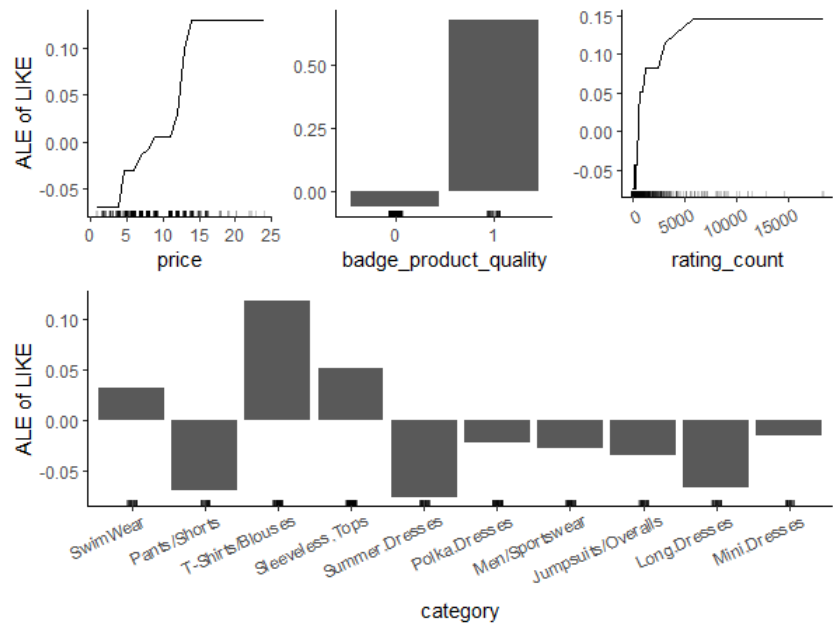 ALE of LIKE
0.10
0.05
0.00
-0.05
0 5 10 15 20 25
price
0.50
0.25
0.00
0 1
badge_product_quality
0.15
0.10
0.05
0.00
-0.05
0 5000 10000 15000
rating_count
ALE of LIKE
0.10
0.05
0.00
-0.05
SwimWear Pants/Shorts T-Shirts/Blouses Sleeveless.Tops Summer.Dresses Polka.Dresses Men/Sportswear Jumpsuits/Overalls Long.Dresses Mini.Dresses
category